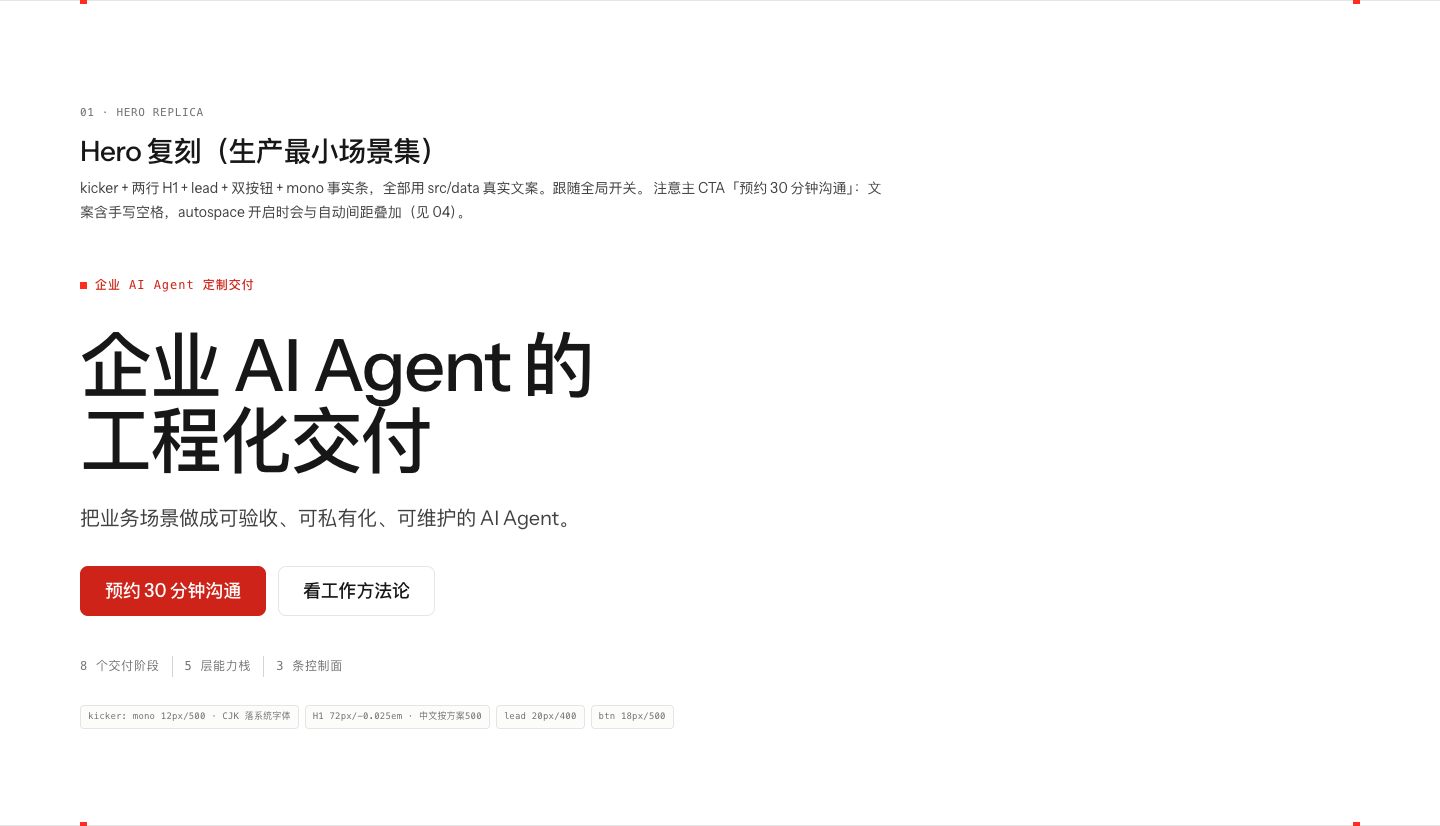 01 · HERO REPLICA
Hero 复刻（生产最小场景集）
kicker + 两行 H1 + lead + 双按钮 + mono 事实条，全部用 src/data 真实文案。跟随全局开关。 注意主 CTA「预约 30 分钟沟通」：文
案含手写空格，autospace 开启时会与自动间距叠加（见 04）。
企业 AI Agent 定制交付
企业 AI Agent 的
工程化交付
把业务场景做成可验收、可私有化、可维护的 AI Agent。
预约 30 分钟沟通
看工作方法论
8 个交付阶段
5 层能力栈
3 条控制面
kicker: mono 12px/500 · CJK 落系统字体
H1 72px/−0.025em · 中文按方案500
lead 20px/400
btn 18px/500